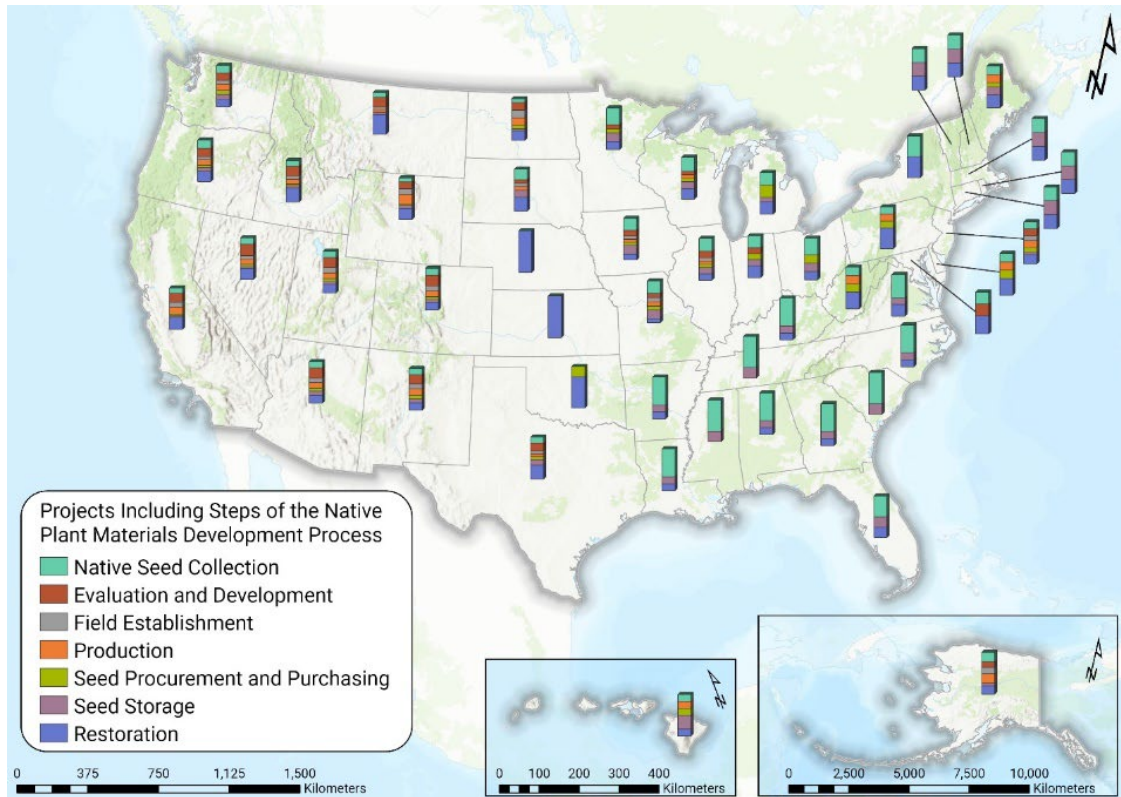 N
Projects Including Steps of the Native
Plant Materials Development Process
Native Seed Collection
Evaluation and Development
Field Establishment
Production
Seed Procurement and Purchasing
Seed Storage
Restoration
0 375 750 1,125 1,500
Kilometers
N
0 100 200 300 400
Kilometers
N
0 2,500 5,000 7,500 10,000
Kilometers